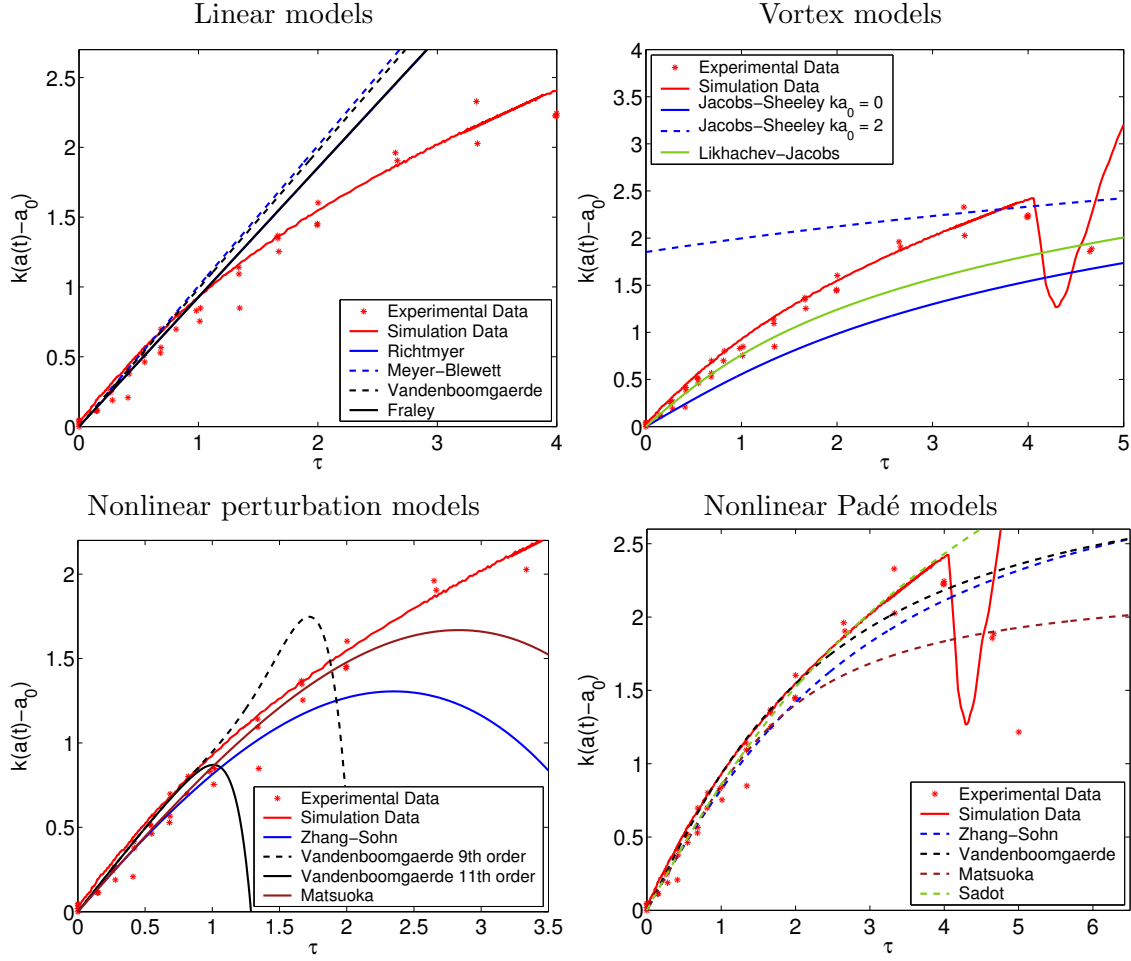 Linear models
2.5
2
1.5
1
0.5
0
k(a(t)−a0)
0 1 2 3 4
τ
Experimental Data
Simulation Data
Richtmyer
Meyer−Blewett
Vandenboomgaerde
Fraley
Vortex models
4
3.5
3
2.5
2
1.5
1
0.5
0
k(a(t)−a0)
0 1 2 3 4 5
τ
Experimental Data
Simulation Data
Jacobs−Sheeley ka0 = 0
Jacobs−Sheeley ka0 = 2
Likhachev−Jacobs
Nonlinear perturbation models
2
1.5
1
0.5
0
k(a(t)−a0)
0 0.5 1 1.5 2 2.5 3 3.5
τ
Experimental Data
Simulation Data
Zhang−Sohn
Vandenboomgaerde 9th order
Vandenboomgaerde 11th order
Matsuoka
Nonlinear Padé models
2.5
2
1.5
1
0.5
0
k(a(t)−a0)
0 1 2 3 4 5 6
τ
Experimental Data
Simulation Data
Zhang−Sohn
Vandenboomgaerde
Matsuoka
Sadot